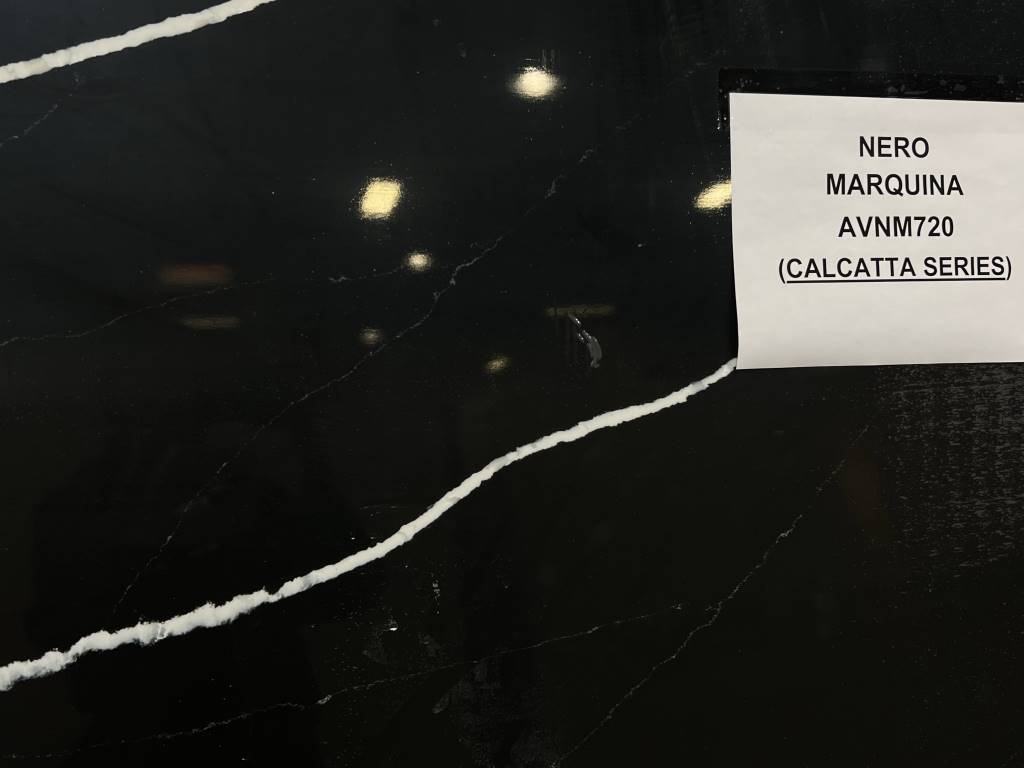 NERO
MARQUINA
AVNM720
(CALCATTA SERIES)